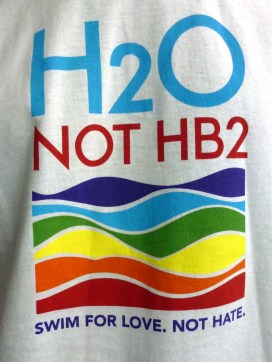 H2O
NOT HB2
SWIM FOR LOVE. NOT HATE.